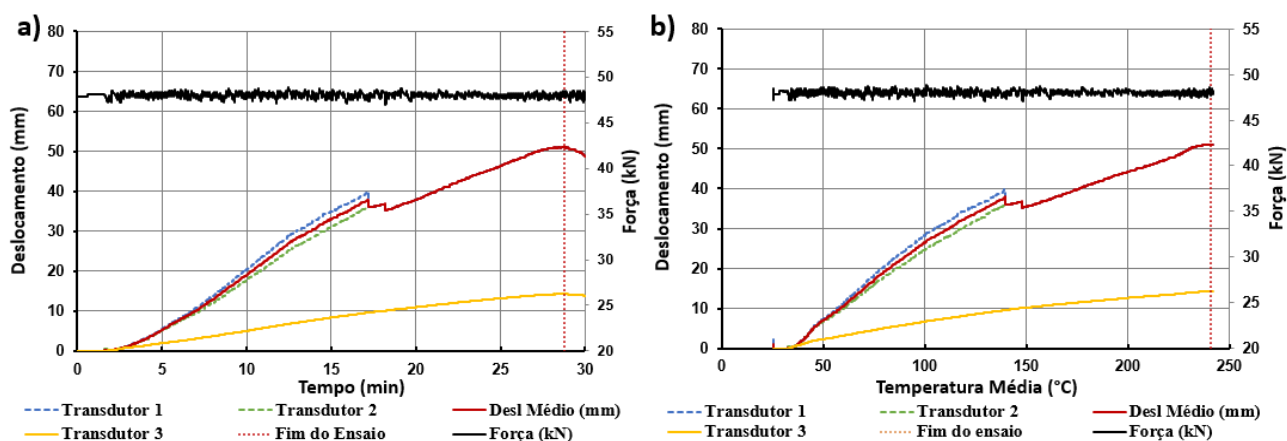 a)
80
70
60
50
40
30
20
10
0
Deslocamento (mm)
55
50
45
40
35
30
25
20
Força (kN)
0 5 10 15 20 25 30
Tempo (min)
Transdutor 1 Transdutor 2 Desl Médio (mm)
Transdutor 3 Fim do Ensaio Força (kN)
b)
80
70
60
50
40
30
20
10
0
Deslocamento (mm)
55
50
45
40
35
30
25
20
Força (kN)
0 50 100 150 200 250
Temperatura Média (°C)
Transdutor 1 Transdutor 2 Desl Médio (mm)
Transdutor 3 Fim do ensaio Força (kN)